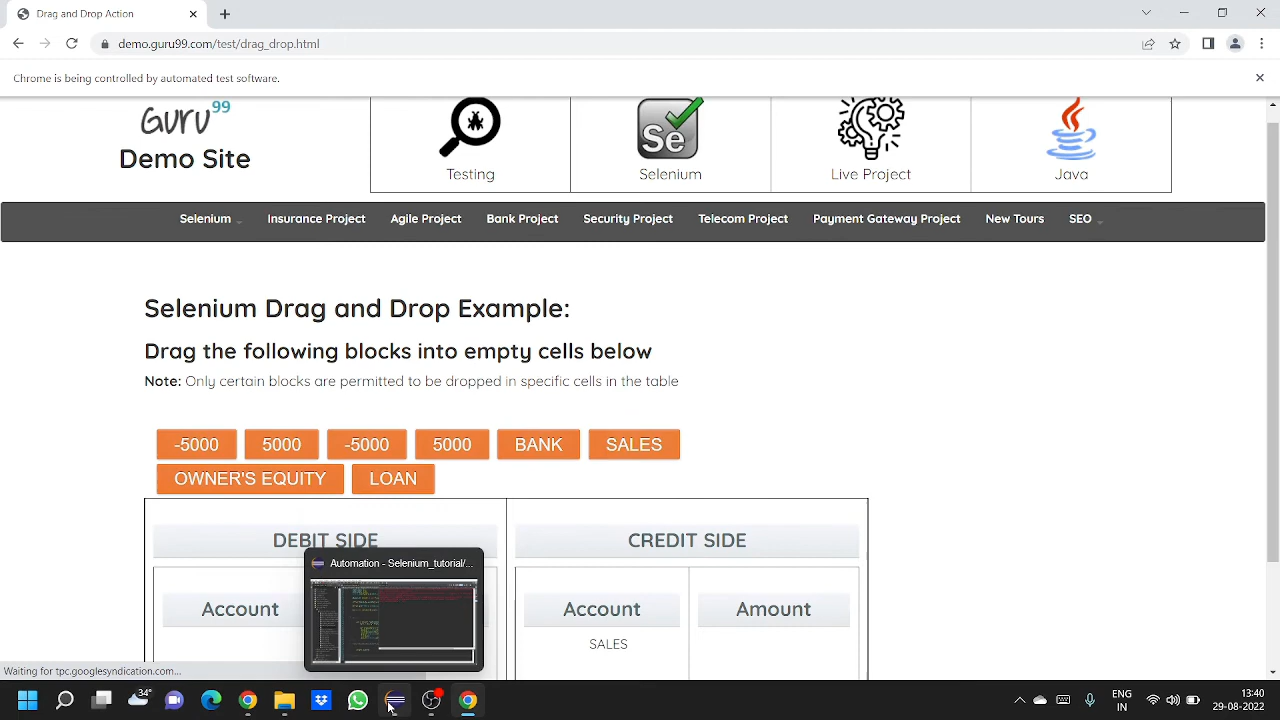 Drag and Drop Action
demo.guru99.com/test/drag_drop.html
Chrome is being controlled by automated test software.
Guru99
Demo Site
Testing
Se
Selenium
Live Project
Java
Selenium Insurance Project Agile Project Bank Project Security Project Telecom Project Payment Gateway Project New Tours SEO
Selenium Drag and Drop Example:
Drag the following blocks into empty cells below
Note: Only certain blocks are permitted to be dropped in specific cells in the table
-5000 5000 -5000 5000 BANK SALES
OWNER'S EQUITY LOAN
DEBIT SIDE CREDIT SIDE
Automation - Selenium_tutorial/...
Account Account Amount
SALES
Waiting for tpc.googlesyndication.com...
ENG
IN
13:40
29-08-2022